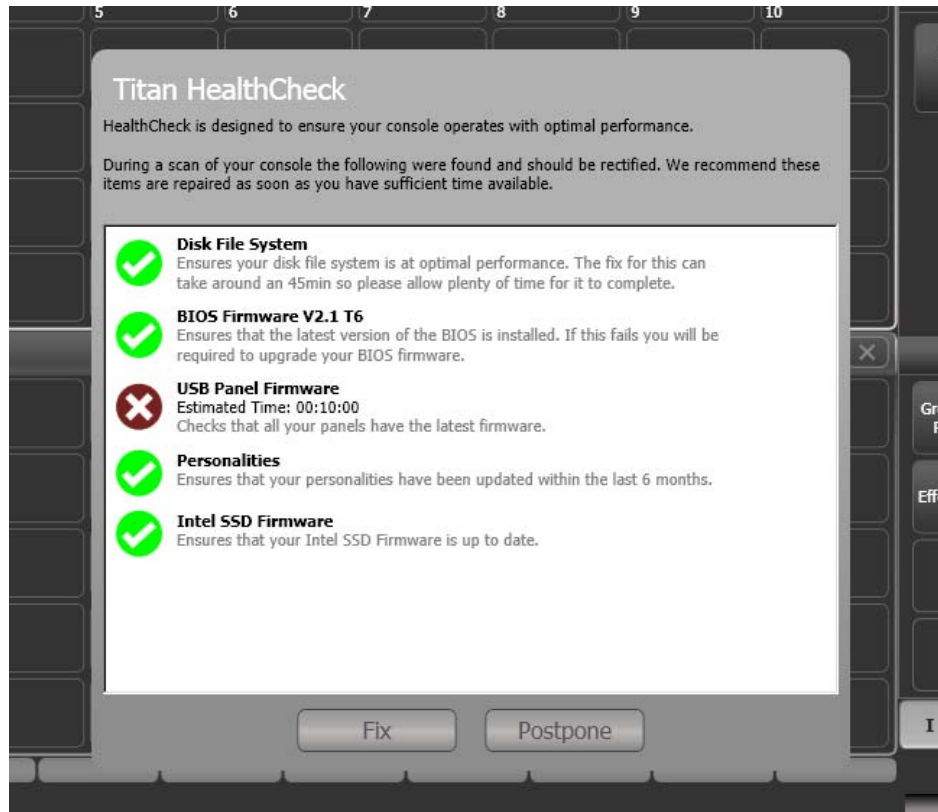 5 6 7 8 9 10
Titan HealthCheck
HealthCheck is designed to ensure your console operates with optimal performance.
During a scan of your console the following were found and should be rectified. We recommend these
items are repaired as soon as you have sufficient time available.
Disk File System
Ensures your disk file system is at optimal performance. The fix for this can
take around an 45min so please allow plenty of time for it to complete.
BIOS Firmware V2.1 T6
Ensures that the latest version of the BIOS is installed. If this fails you will be
required to upgrade your BIOS firmware.
USB Panel Firmware
Estimated Time: 00:10:00
Checks that all your panels have the latest firmware.
Personalities
Ensures that your personalities have been updated within the last 6 months.
Intel SSD Firmware
Ensures that your Intel SSD Firmware is up to date.
Fix Postpone